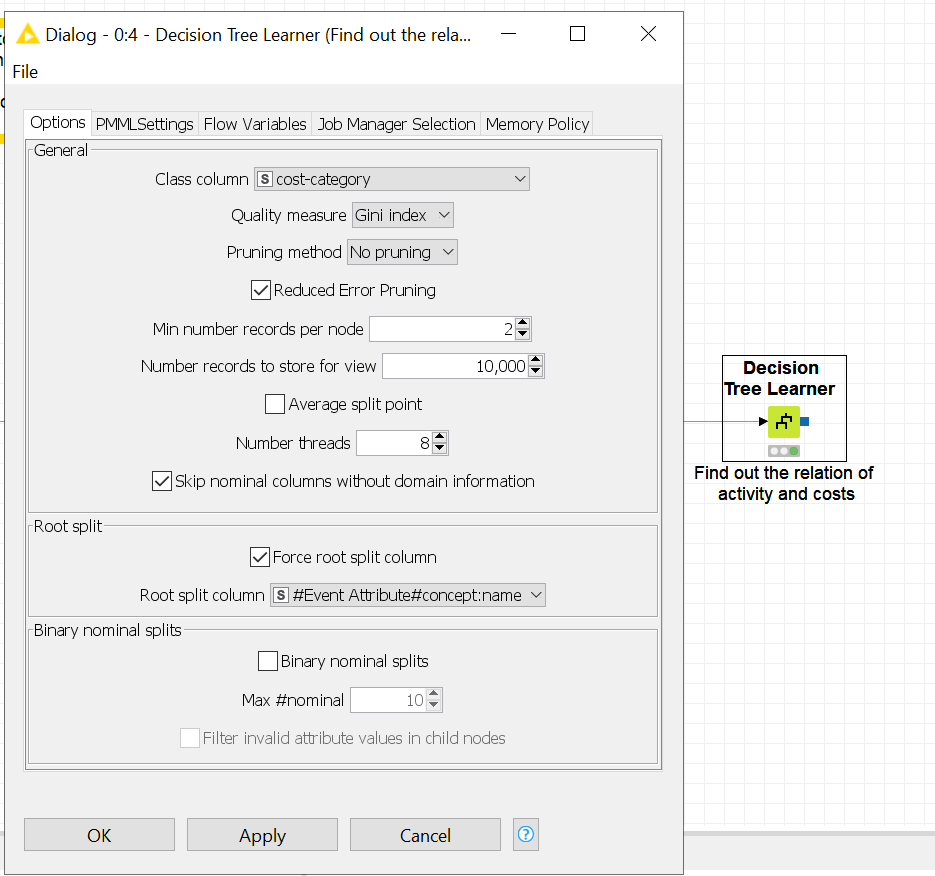 Dialog - 0:4 - Decision Tree Learner (Find out the rela...
File
Options PMMLSettings Flow Variables Job Manager Selection Memory Policy
General
Class column S cost-category
Quality measure Gini index
Pruning method No pruning
Reduced Error Pruning
Min number records per node 2
Number records to store for view 10,000
Average split point
Number threads 8
Skip nominal columns without domain information
Root split
Force root split column
Root split column S #Event Attribute#concept:name
Binary nominal splits
Binary nominal splits
Max #nominal 10
Filter invalid attribute values in child nodes
OK Apply Cancel ?
Decision
Tree Learner
Find out the relation of
activity and costs